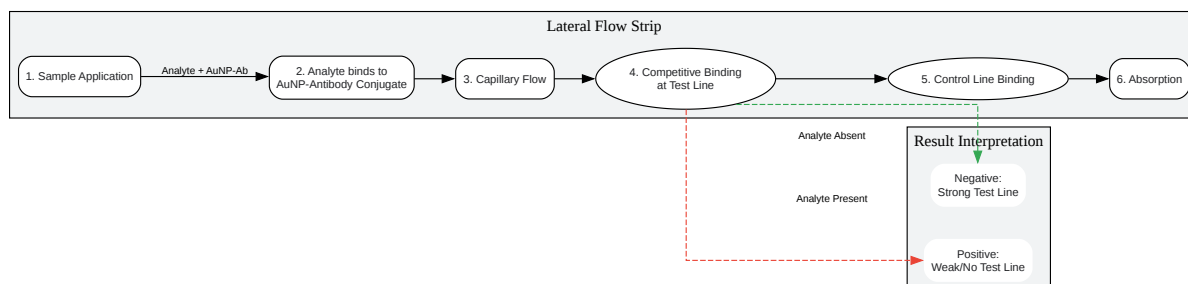 Lateral Flow Strip
1. Sample Application
Analyte + AuNP-Ab
2. Analyte binds to
AuNP-Antibody Conjugate
3. Capillary Flow
4. Competitive Binding
at Test Line
5. Control Line Binding
6. Absorption
Analyte Absent
Result Interpretation
Negative:
Strong Test Line
Analyte Present
Positive:
Weak/No Test Line